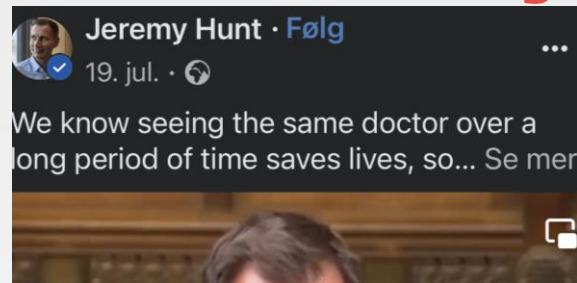 Jeremy Hunt · Følg
19. jul. ·
We know seeing the same doctor over a
long period of time saves lives, so... Se mer